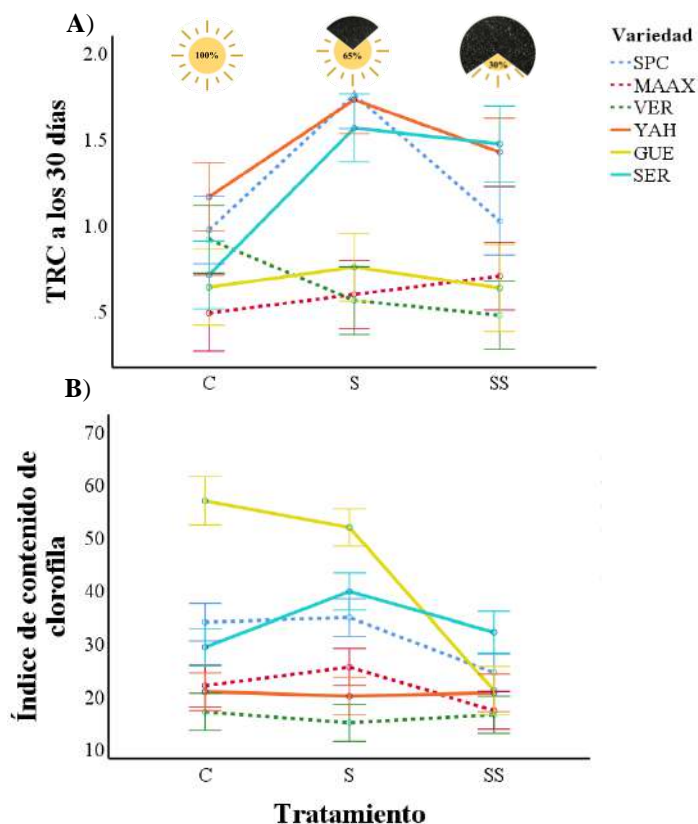 A)
100%
65%
30%
Variedad
SPC
MAAX
VER
YAH
GUE
SER
TRC a los 30 días
2.0
1.5
1.0
.5
C S SS
B)
Índice de contenido de
clorofila
70
60
50
40
30
20
10
C S SS
Tratamiento